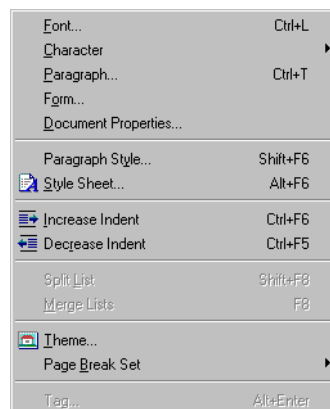 Font... Ctrl+L
Character
Paragraph... Ctrl+T
Form...
Document Properties...
Paragraph Style... Shift+F6
Style Sheet... Alt+F6
Increase Indent Ctrl+F6
Decrease Indent Ctrl+F5
Split List Shift+F8
Merge Lists F8
Theme...
Page Break Set
Tag... Alt+Enter